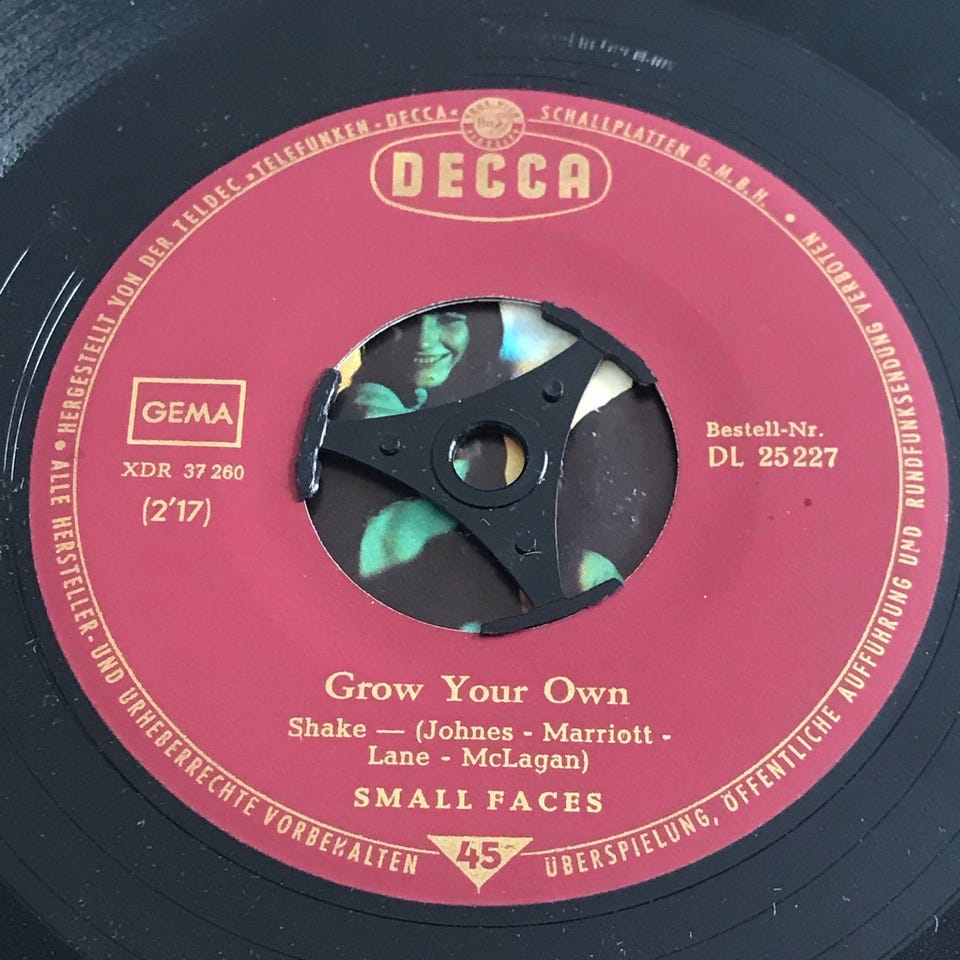 HERGESTELLT VON DER TELDEC »TELEFUNKEN-DECCA« SCHALLPLATTEN G.M.B.H. •
DECCA
GEMA
XDR 37 260
(2'17)
Bestell-Nr.
DL 25 227
Grow Your Own
Shake — (Johnes - Marriott -
Lane - McLagan)
SMALL FACES
45
• ALLE HERSTELLER- UND URHEBERRECHTE VORBEHALTEN
ÜBERSPIELUNG, ÖFFENTLICHE AUFFÜHRUNG UND RUNDFUNKSENDUNG VERBOTEN